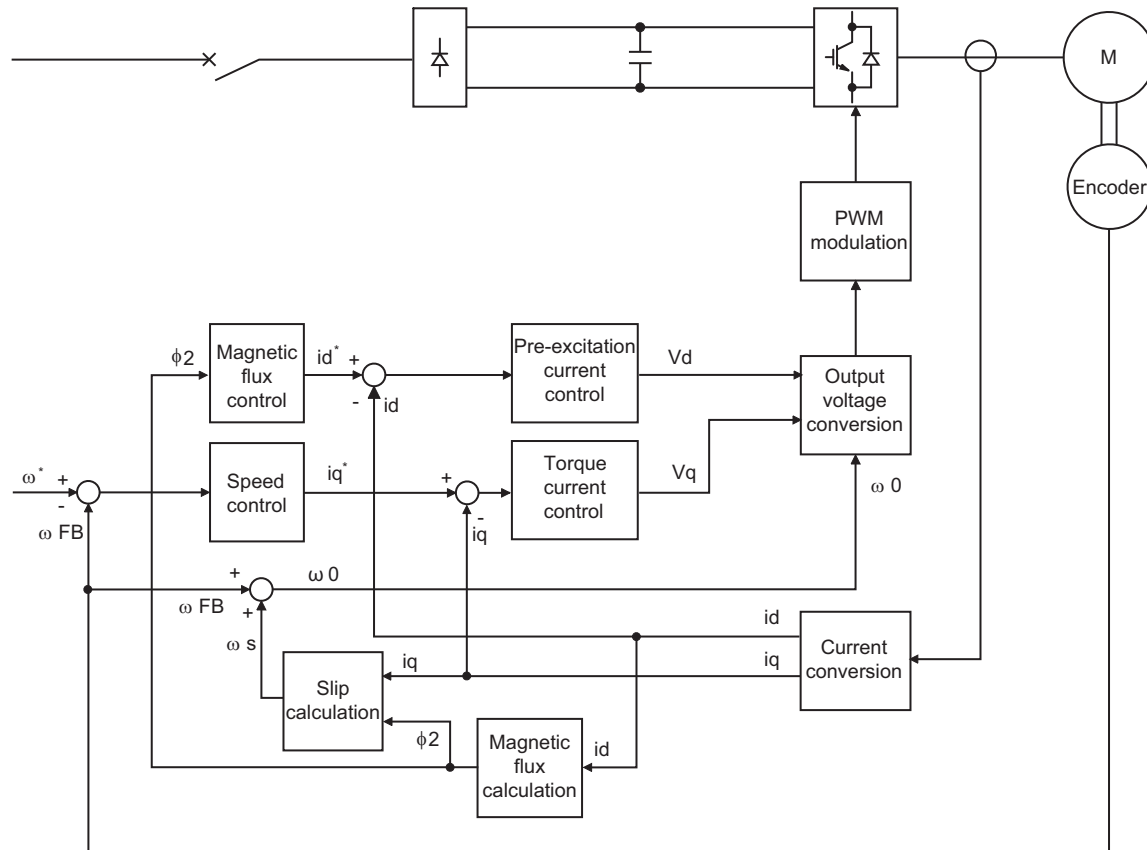 M
Encoder
PWM
modulation
ϕ2
Magnetic
flux
control
id*
+
-
id
Pre-excitation
current
control
Vd
Output
voltage
conversion
ω*
+
-
ω FB
Speed
control
iq*
+
-
iq
Torque
current
control
Vq
ω 0
+
ω FB
+
ω 0
ω s
id
iq
Current
conversion
Slip
calculation
iq
ϕ2
Magnetic
flux
calculation
id